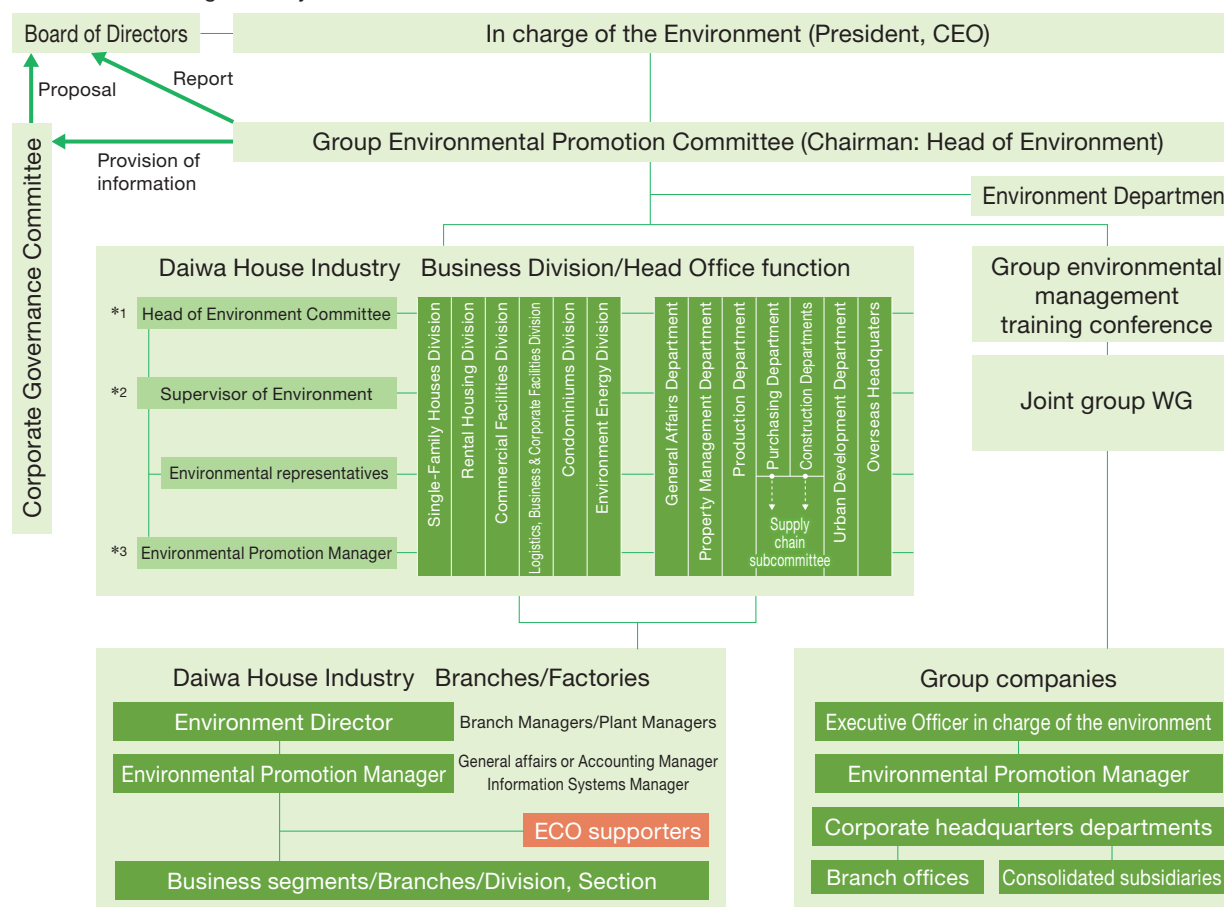 Board of Directors
In charge of the Environment (President, CEO)
Proposal
Report
Group Environmental Promotion Committee (Chairman: Head of Environment)
Provision of
information
Corporate Governance Committee
Environment Departmen
Daiwa House Industry Business Division/Head Office function
*1 Head of Environment Committee
*2 Supervisor of Environment
Environmental representatives
*3 Environmental Promotion Manager
Single-Family Houses Division
Rental Housing Division
Commercial Facilities Division
Logistics, Business & Corporate Facilities Division
Condominiums Division
Environment Energy Division
General Affairs Department
Property Management Department
Production Department
Purchasing Department
Construction Departments
Supply
chain
subcommittee
Urban Development Department
Overseas Headquaters
Group environmental
management
training conference
Joint group WG
Daiwa House Industry Branches/Factories
Environment Director
Branch Managers/Plant Managers
Environmental Promotion Manager
General affairs or Accounting Manager
Information Systems Manager
ECO supporters
Business segments/Branches/Division, Section
Group companies
Executive Officer in charge of the environment
Environmental Promotion Manager
Corporate headquarters departments
Branch offices
Consolidated subsidiaries